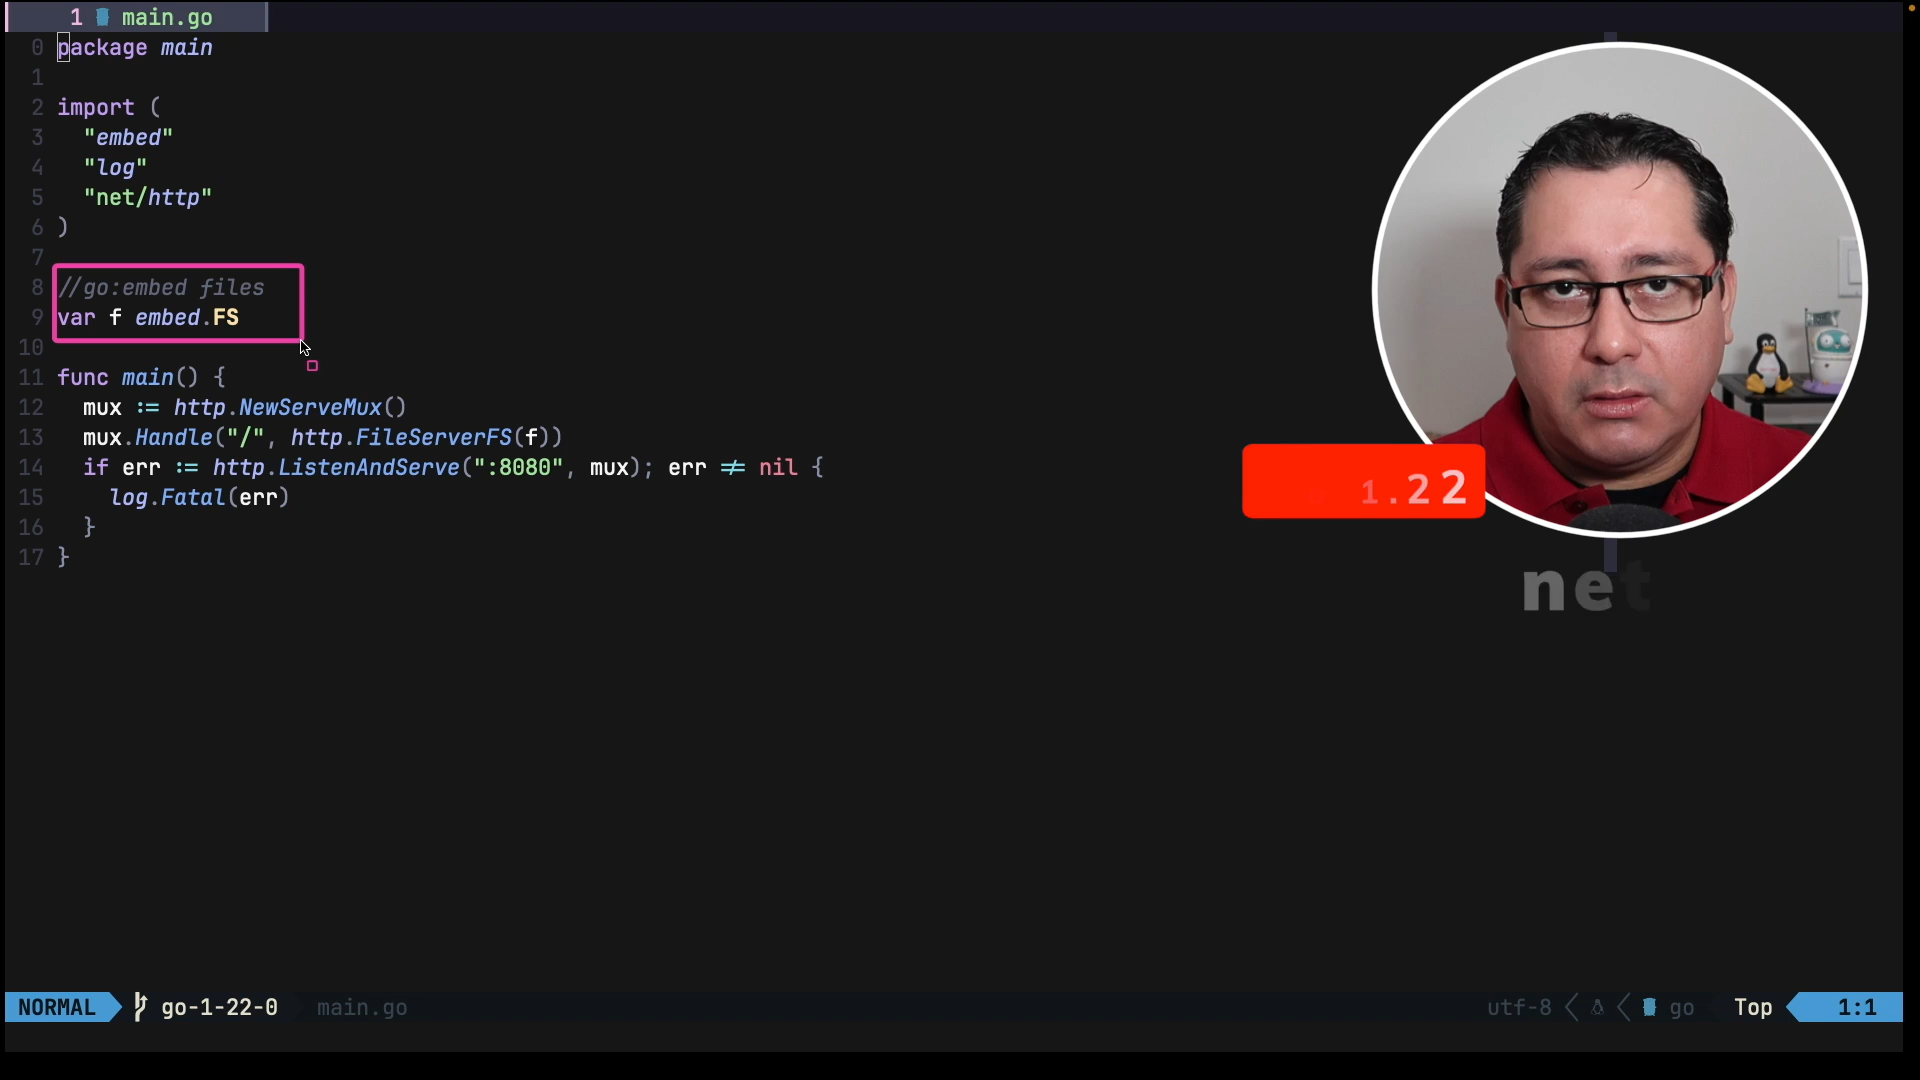 1 main.go
0 package main
1
2 import (
3 "embed"
4 "log"
5 "net/http"
6 )
7
8 //go:embed files
9 var f embed.FS
10
11 func main() {
12 mux := http.NewServeMux()
13 mux.Handle("/", http.FileServerFS(f))
14 if err := http.ListenAndServe(":8080", mux); err ≠ nil {
15 log.Fatal(err)
16 }
17 }
1.22
net
NORMAL go-1-22-0 main.go utf-8 go Top 1:1